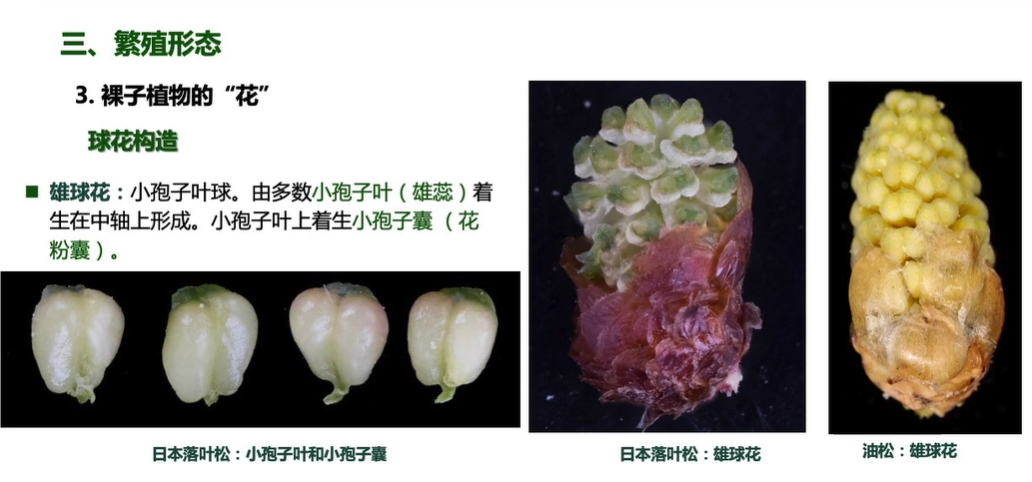 三、繁殖形态
3. 裸子植物的“花”
球花构造
■ 雄球花：小孢子叶球。由多数小孢子叶（雄蕊）着
生在中轴上形成。小孢子叶上着生小孢子囊（花
粉囊）。
日本落叶松：小孢子叶和小孢子囊
日本落叶松：雄球花
油松：雄球花